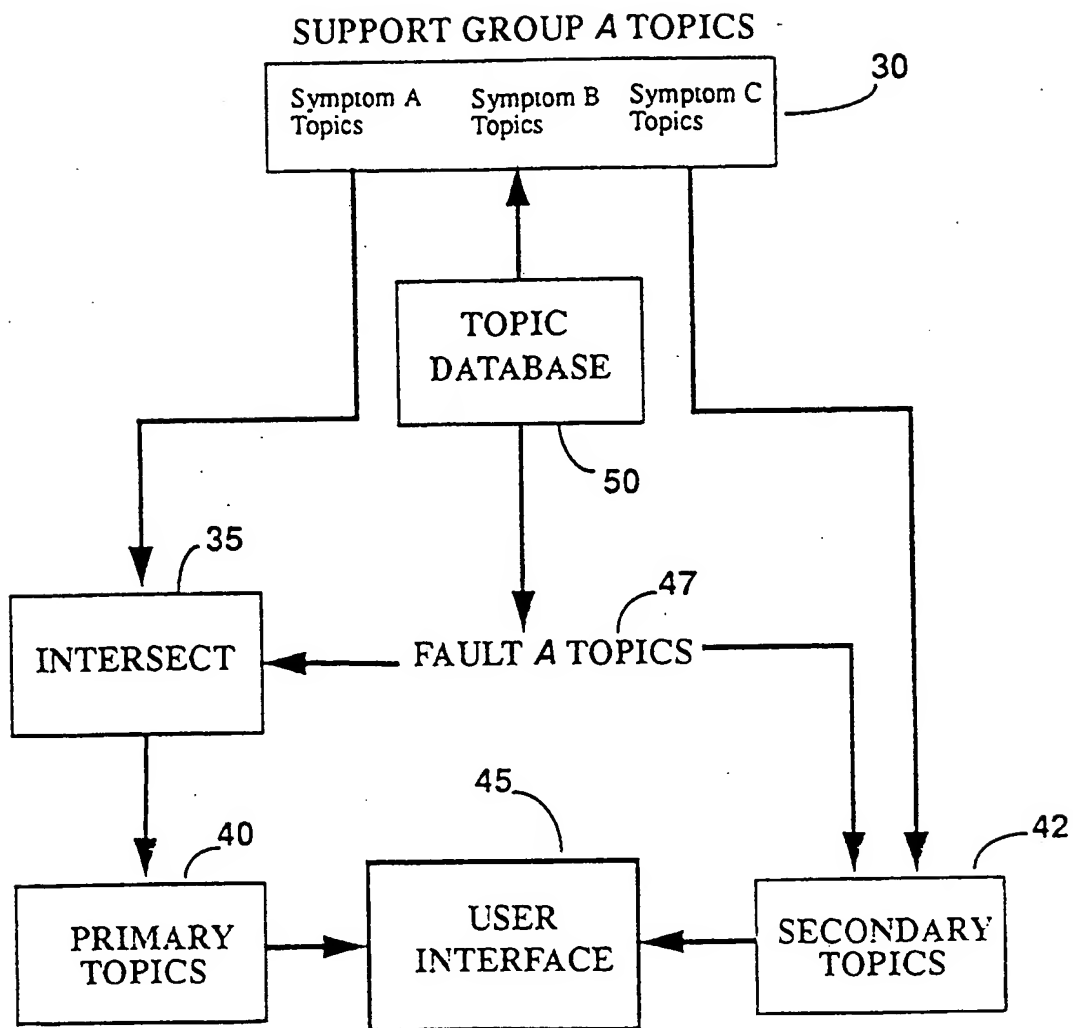 SUPPORT GROUP A TOPICS
30
Symptom A
Topics
Symptom B
Topics
Symptom C
Topics
TOPIC
DATABASE
50
35
47
INTERSECT
FAULT A TOPICS
45
40
42
PRIMARY
TOPICS
USER
INTERFACE
SECONDARY
TOPICS